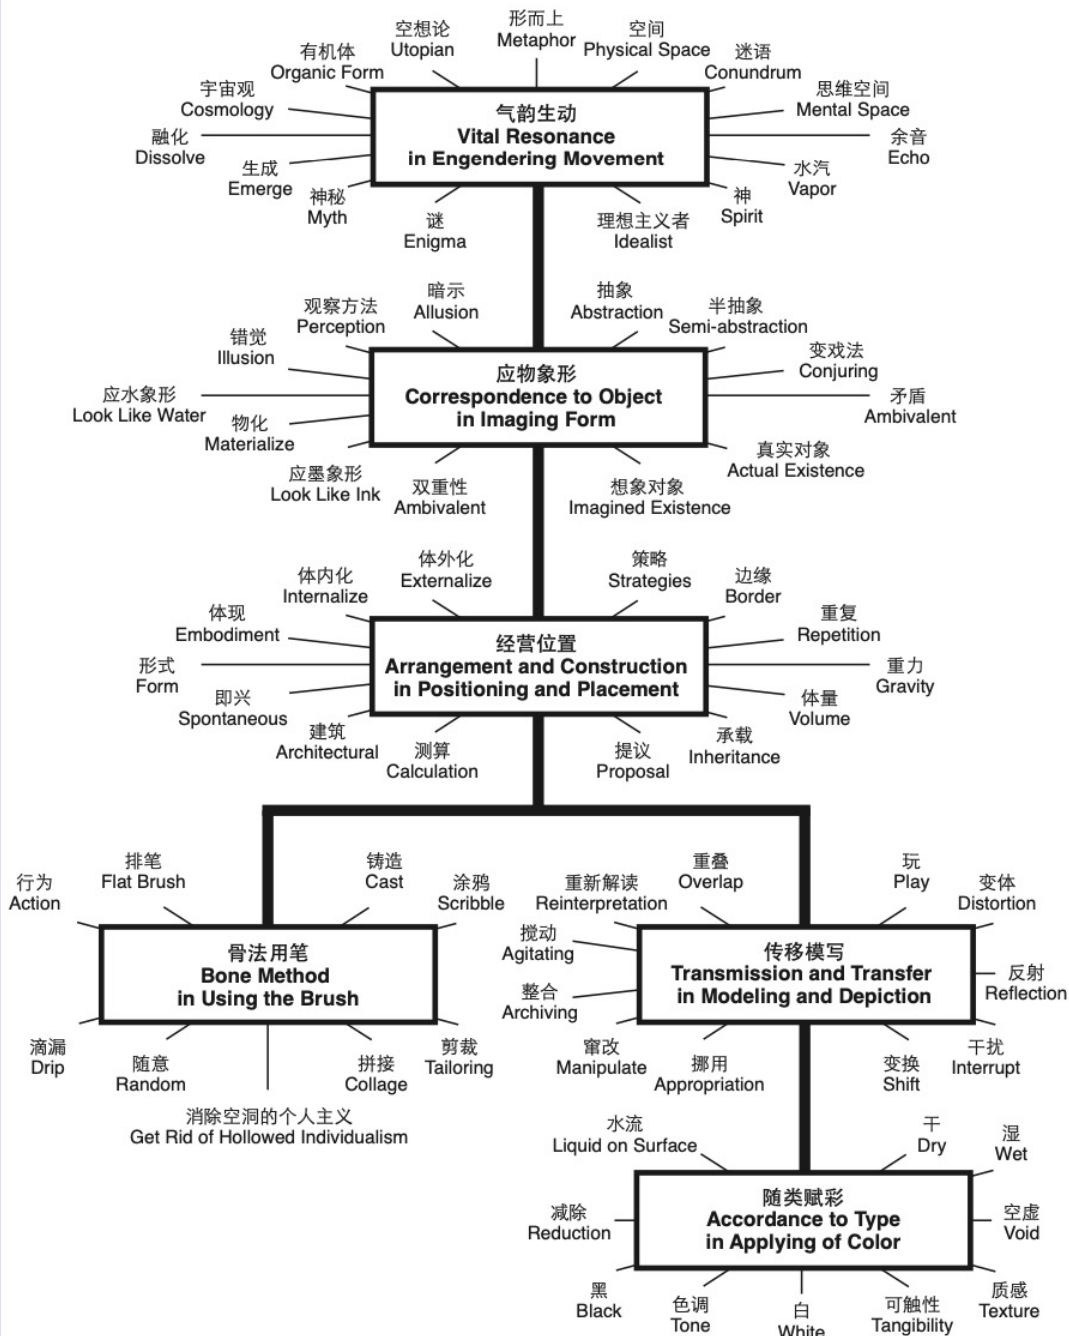 形而上
Metaphor
空想论
Utopian
空间
Physical Space
有机体
Organic Form
迷语
Conundrum
宇宙观
Cosmology
思维空间
Mental Space
气韵生动
Vital Resonance
in Engendering Movement
融化
Dissolve
余音
Echo
生成
Emerge
水汽
Vapor
神秘
Myth
神
Spirit
谜
Enigma
理想主义者
Idealist
暗示
Allusion
抽象
Abstraction
观察方法
Perception
半抽象
Semi-abstraction
错觉
Illusion
变戏法
Conjuring
应物象形
Correspondence to Object
in Imaging Form
应水象形
Look Like Water
矛盾
Ambivalent
物化
Materialize
真实对象
Actual Existence
应墨象形
Look Like Ink
双重性
Ambivalent
想象对象
Imagined Existence
体外化
Externalize
策略
Strategies
体内化
Internalize
边缘
Border
体现
Embodiment
重复
Repetition
经营位置
Arrangement and Construction
in Positioning and Placement
形式
Form
重力
Gravity
即兴
Spontaneous
体量
Volume
建筑
Architectural
测算
Calculation
提议
Proposal
承载
Inheritance
行为
Action
排笔
Flat Brush
铸造
Cast
涂鸦
Scribble
骨法用笔
Bone Method
in Using the Brush
滴漏
Drip
随意
Random
拼接
Collage
剪裁
Tailoring
消除空洞的个人主义
Get Rid of Hollowed Individualism
重新解读
Reinterpretation
重叠
Overlap
玩
Play
变体
Distortion
搅动
Agitating
传移模写
Transmission and Transfer
in Modeling and Depiction
反射
Reflection
整合
Archiving
窜改
Manipulate
挪用
Appropriation
变换
Shift
干扰
Interrupt
水流
Liquid on Surface
干
Dry
湿
Wet
随类赋彩
Accordance to Type
in Applying of Color
减除
Reduction
空虚
Void
黑
Black
色调
Tone
白
White
可触性
Tangibility
质感
Texture